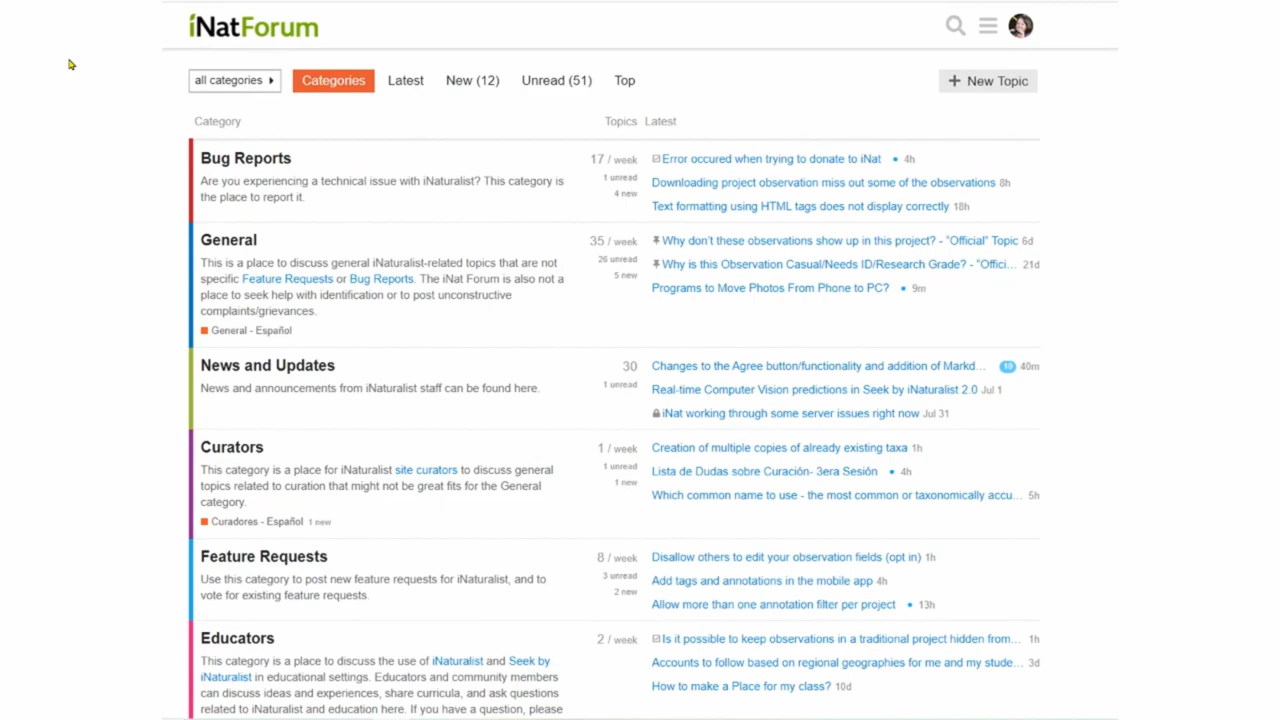 iNatForum
all categories
Categories
Latest
New (12)
Unread (51)
Top
+ New Topic
Category
Topics
Latest
Bug Reports
Are you experiencing a technical issue with iNaturalist? This category is
the place to report it.
17 / week
1 unread
4 new
Error occured when trying to donate to iNat 4h
Downloading project observation miss out some of the observations 8h
Text formatting using HTML tags does not display correctly 18h
General
This is a place to discuss general iNaturalist-related topics that are not
specific Feature Requests or Bug Reports. The iNat Forum is also not a
place to seek help with identification or to post unconstructive
complaints/grievances.
General - Español
35 / week
26 unread
5 new
Why don't these observations show up in this project? - "Official" Topic 6d
Why is this Observation Casual/Needs ID/Research Grade? - "Offici... 21d
Programs to Move Photos From Phone to PC? 9m
News and Updates
News and announcements from iNaturalist staff can be found here.
30
1 unread
Changes to the Agree button/functionality and addition of Markd... 10 40m
Real-time Computer Vision predictions in Seek by iNaturalist 2.0 Jul 1
iNat working through some server issues right now Jul 31
Curators
This category is a place for iNaturalist site curators to discuss general
topics related to curation that might not be great fits for the General
category.
Curadores - Español 1 new
1 / week
1 unread
1 new
Creation of multiple copies of already existing taxa 1h
Lista de Dudas sobre Curación- 3era Sesión 4h
Which common name to use - the most common or taxonomically accu... 5h
Feature Requests
Use this category to post new feature requests for iNaturalist, and to
vote for existing feature requests.
8 / week
3 unread
2 new
Disallow others to edit your observation fields (opt in) 1h
Add tags and annotations in the mobile app 4h
Allow more than one annotation filter per project 13h
Educators
This category is a place to discuss the use of iNaturalist and Seek by
iNaturalist in educational settings. Educators and community members
can discuss ideas and experiences, share curricula, and ask questions
related to iNaturalist and education here. If you have a question, please
2 / week
Is it possible to keep observations in a traditional project hidden from... 1h
Accounts to follow based on regional geographies for me and my stude... 3d
How to make a Place for my class? 10d